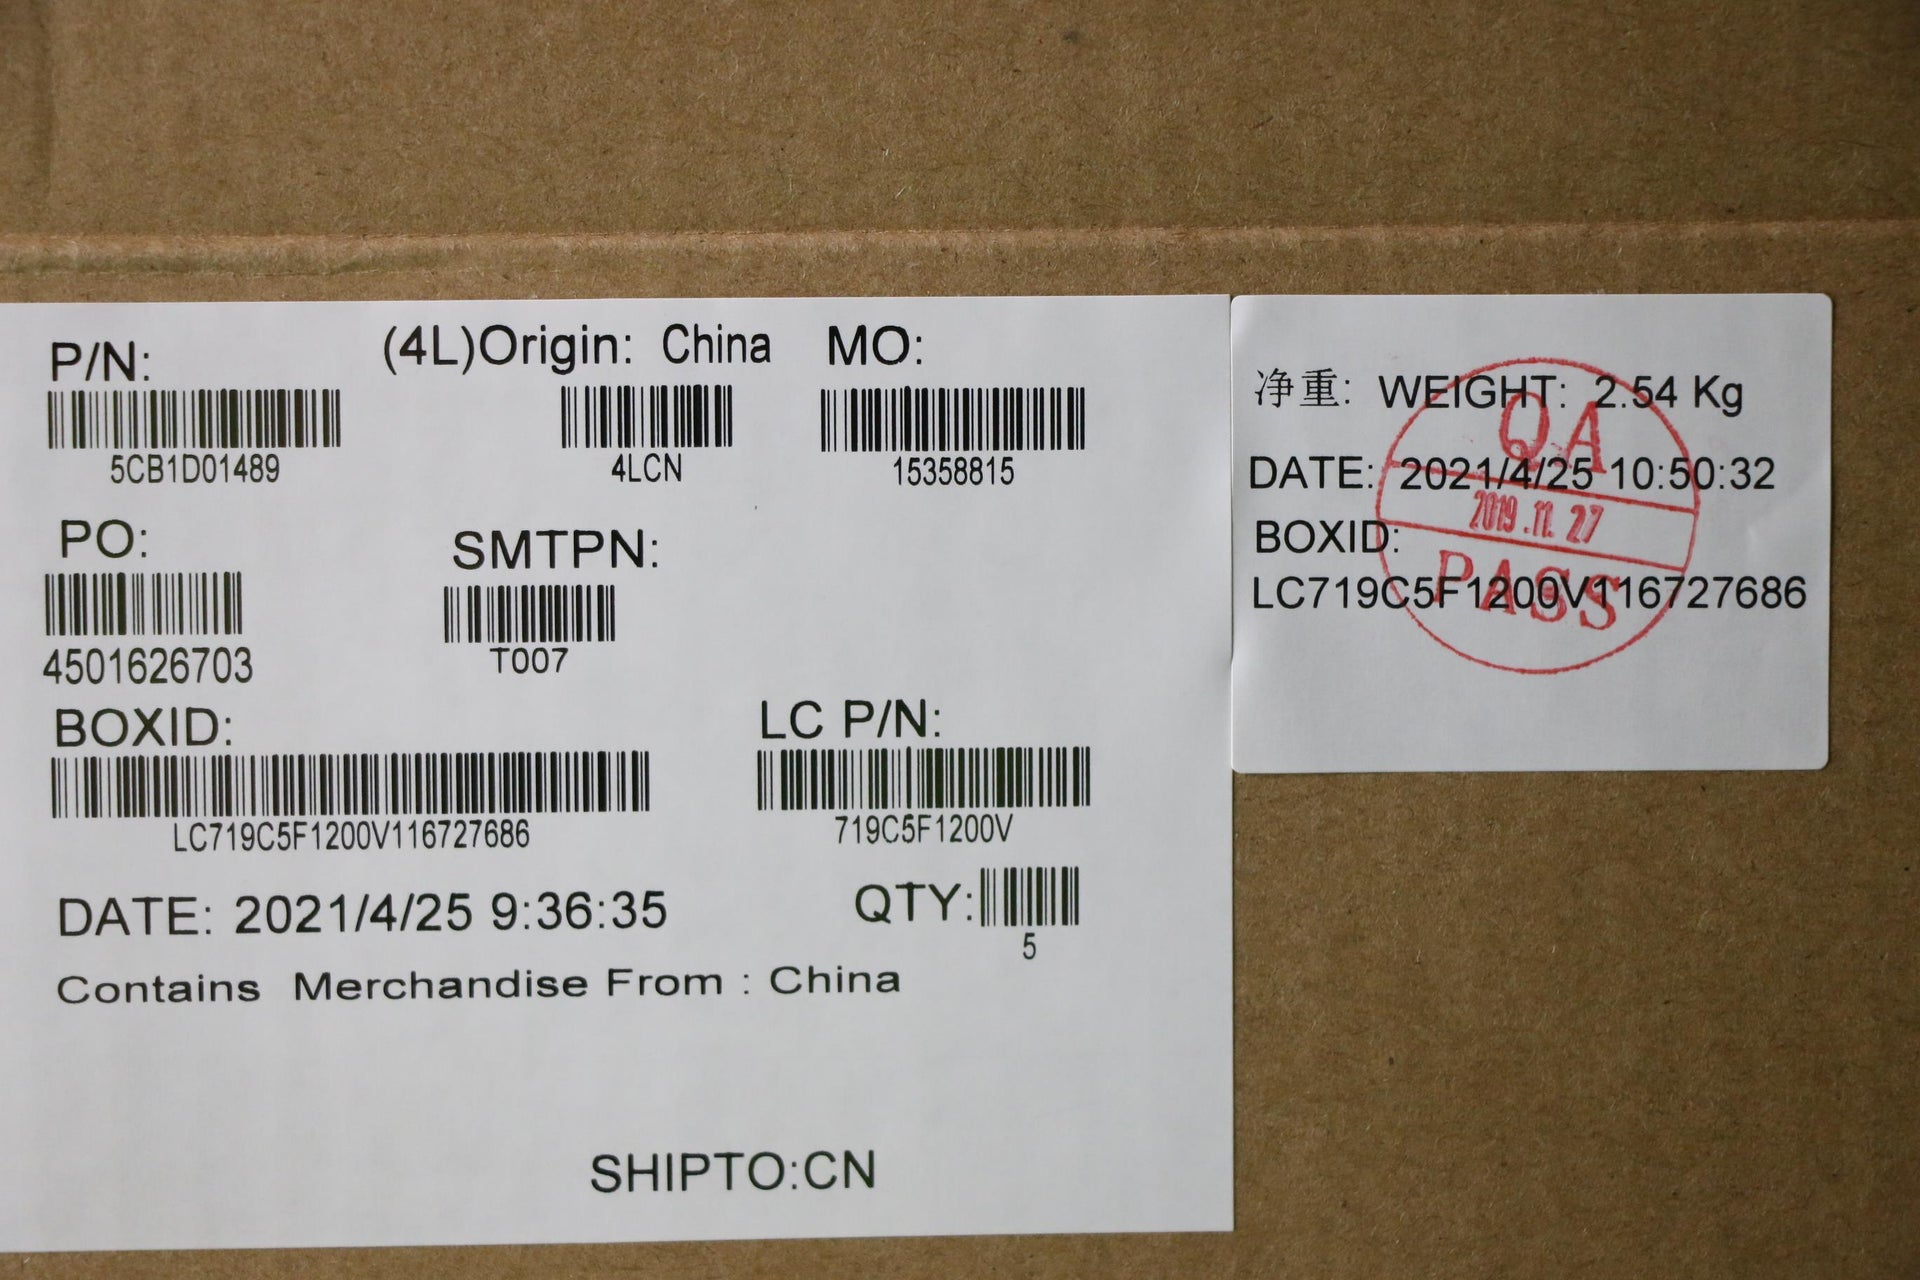 P/N: (4L)Origin: China MO:
5CB1D01489 4LCN 15358815
PO: SMTPN:
4501626703 T007
BOXID: LC P/N:
LC719C5F1200V116727686 719C5F1200V
DATE: 2021/4/25 9:36:35 QTY:
5
Contains Merchandise From : China
SHIPTO:CN
净重: WEIGHT: 2.54 Kg
DATE: 2021/4/25 10:50:32
BOXID:
LC719C5F1200V116727686
QA
2019.11.27
PASS